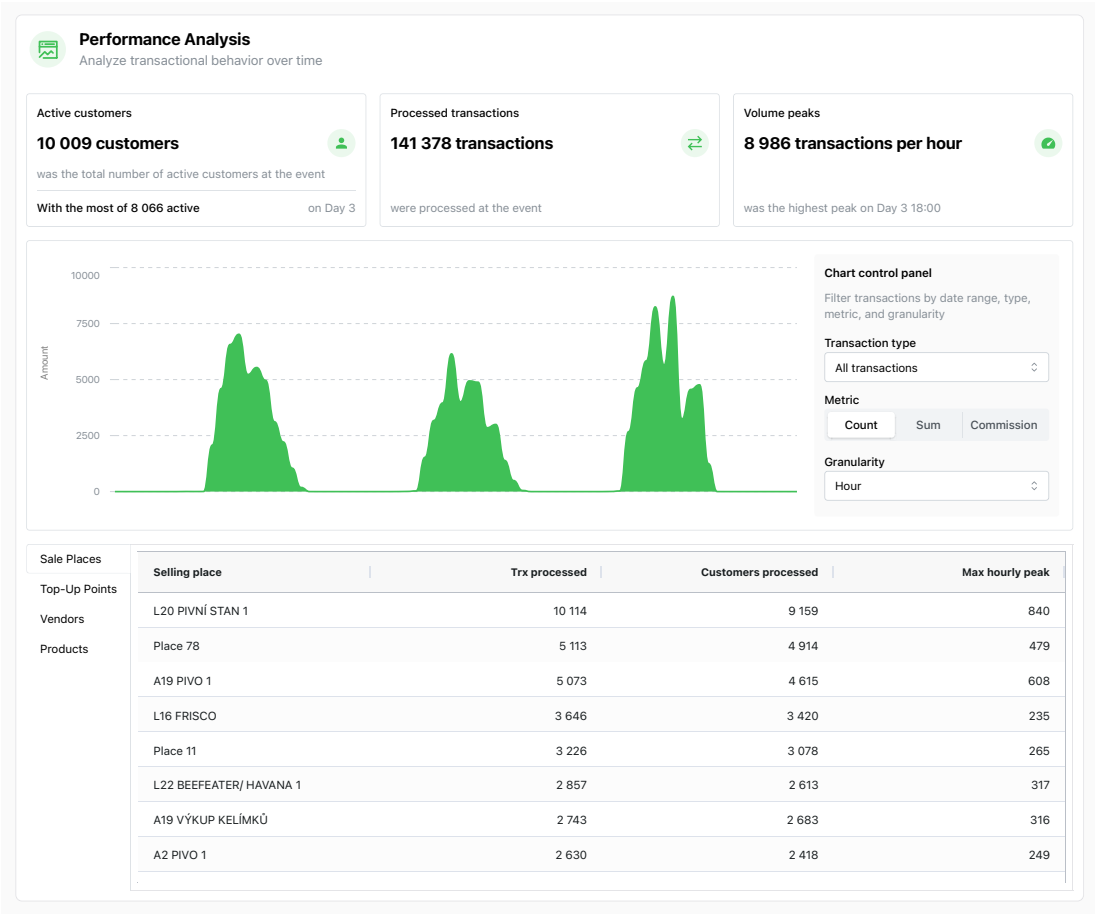 Performance Analysis
Analyze transactional behavior over time
Active customers
10 009 customers
was the total number of active customers at the event
With the most of 8 066 active on Day 3
Processed transactions
141 378 transactions
were processed at the event
Volume peaks
8 986 transactions per hour
was the highest peak on Day 3 18:00
Amount
10000
7500
5000
2500
0
Chart control panel
Filter transactions by date range, type,
metric, and granularity
Transaction type
All transactions
Metric
Count Sum Commission
Granularity
Hour
Sale Places
Top-Up Points
Vendors
Products
Selling place Trx processed Customers processed Max hourly peak
L20 PIVNÍ STAN 1 10 114 9 159 840
Place 78 5 113 4 914 479
A19 PIVO 1 5 073 4 615 608
L16 FRISCO 3 646 3 420 235
Place 11 3 226 3 078 265
L22 BEEFEATER/ HAVANA 1 2 857 2 613 317
A19 VÝKUP KELÍMKŮ 2 743 2 683 316
A2 PIVO 1 2 630 2 418 249